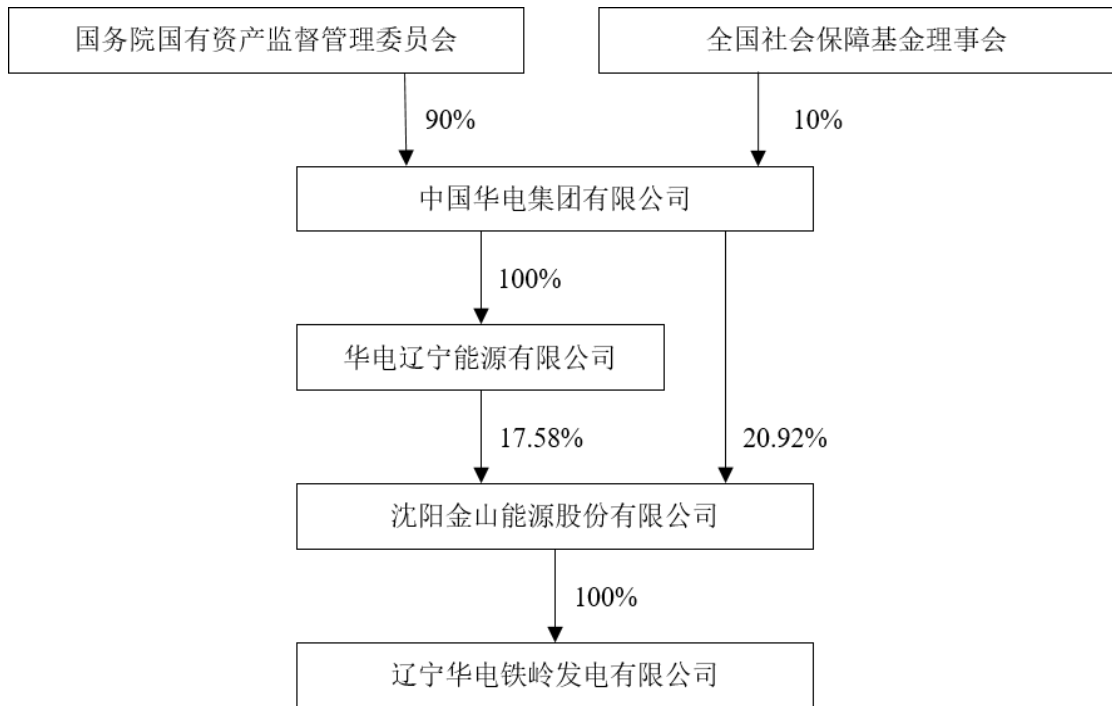 国务院国有资产监督管理委员会
全国社会保障基金理事会
90%
10%
中国华电集团有限公司
100%
华电辽宁能源有限公司
17.58%
20.92%
沈阳金山能源股份有限公司
100%
辽宁华电铁岭发电有限公司